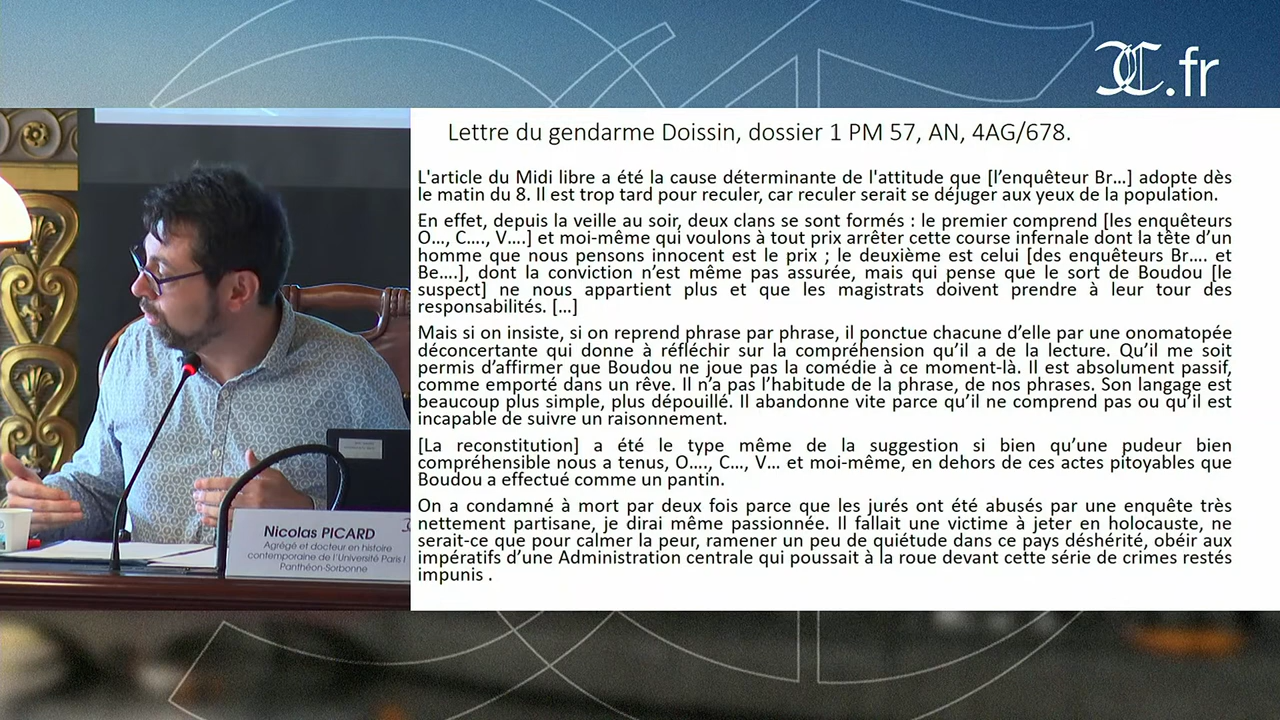 CC.fr
Lettre du gendarme Doissin, dossier 1 PM 57, AN, 4AG/678.
L'article du Midi libre a été la cause déterminante de l'attitude que [l’enquêteur Br…] adopte dès
le matin du 8. Il est trop tard pour reculer, car reculer serait se déjuger aux yeux de la population.
En effet, depuis la veille au soir, deux clans se sont formés : le premier comprend [les enquêteurs
O…, C…., V….] et moi-même qui voulons à tout prix arrêter cette course infernale dont la tête d’un
homme que nous pensons innocent est le prix ; le deuxième est celui [des enquêteurs Br…. et
Be….], dont la conviction n’est même pas assurée, mais qui pense que le sort de Boudou [le
suspect] ne nous appartient plus et que les magistrats doivent prendre à leur tour des
responsabilités. […]
Mais si on insiste, si on reprend phrase par phrase, il ponctue chacune d’elle par une onomatopée
déconcertante qui donne à réfléchir sur la compréhension qu’il a de la lecture. Qu’il me soit
permis d’affirmer que Boudou ne joue pas la comédie à ce moment-là. Il est absolument passif,
comme emporté dans un rêve. Il n’a pas l’habitude de la phrase, de nos phrases. Son langage est
beaucoup plus simple, plus dépouillé. Il abandonne vite parce qu’il ne comprend pas ou qu’il est
incapable de suivre un raisonnement.
[La reconstitution] a été le type même de la suggestion si bien qu’une pudeur bien
compréhensible nous a tenus, O…., C…, V… et moi-même, en dehors de ces actes pitoyables que
Boudou a effectué comme un pantin.
On a condamné à mort par deux fois parce que les jurés ont été abusés par une enquête très
nettement partisane, je dirai même passionnée. Il fallait une victime à jeter en holocauste, ne
serait-ce que pour calmer la peur, ramener un peu de quiétude dans ce pays déshérité, obéir aux
impératifs d’une Administration centrale qui poussait à la roue devant cette série de crimes restés
impunis .
Nicolas PICARD
Agrégé et docteur en histoire
contemporaine de l'Université Paris I
Panthéon-Sorbonne